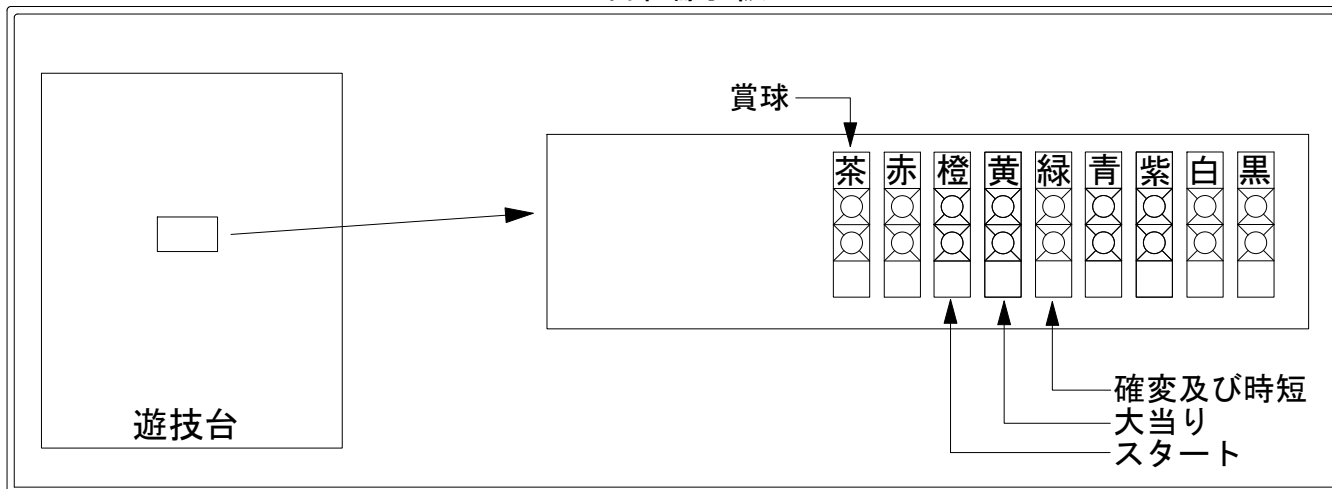 賞球
茶 赤 橙 黄 緑 青 紫 白 黒
遊技台
確変及び時短
大当り
スタート